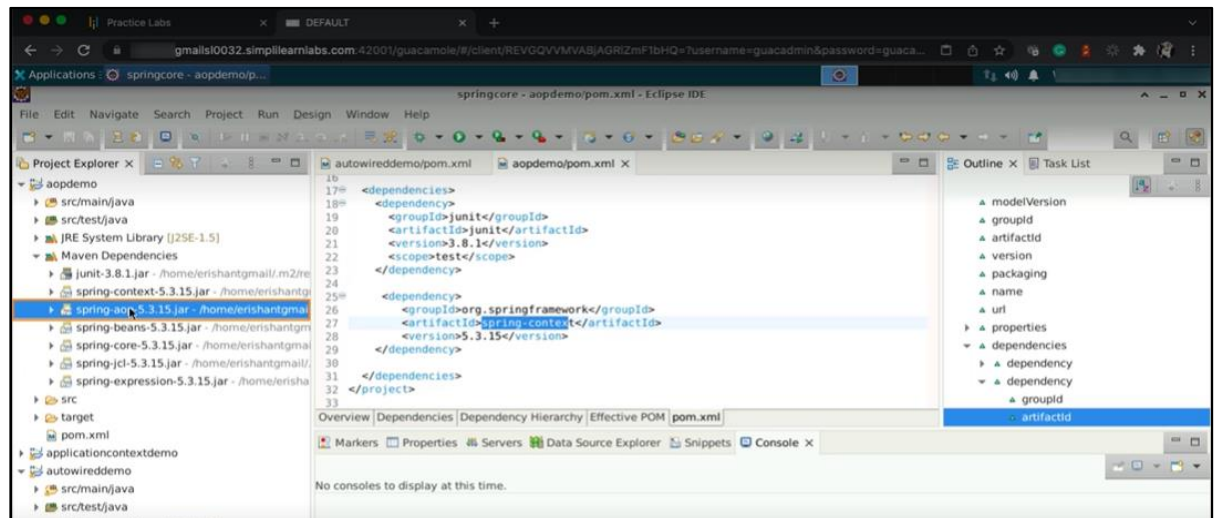 Practice Labs
DEFAULT
gmailsl0032.simplilearnlabs.com:42001/guacamole/#/client/REVGQVVMVABjAGRlZmF1bHQ=?username=guacadmin&password=guaca...
Applications
springcore - aopdemo/p...
springcore - aopdemo/pom.xml - Eclipse IDE
File Edit Navigate Search Project Run Design Window Help
Project Explorer
aopdemo
src/main/java
src/test/java
JRE System Library [J2SE-1.5]
Maven Dependencies
junit-3.8.1.jar - /home/erishantgmail/.m2/re
spring-context-5.3.15.jar - /home/erishantg
spring-aop-5.3.15.jar - /home/erishantgmai
spring-beans-5.3.15.jar - /home/erishantgm
spring-core-5.3.15.jar - /home/erishantgmai
spring-jcl-5.3.15.jar - /home/erishantgmail/.
spring-expression-5.3.15.jar - /home/erisha
src
target
pom.xml
applicationcontextdemo
autowireddemo
src/main/java
src/test/java
autowireddemo/pom.xml
aopdemo/pom.xml
16
17 <dependencies>
18 <dependency>
19 <groupId>junit</groupId>
20 <artifactId>junit</artifactId>
21 <version>3.8.1</version>
22 <scope>test</scope>
23 </dependency>
24
25 <dependency>
26 <groupId>org.springframework</groupId>
27 <artifactId>spring-context</artifactId>
28 <version>5.3.15</version>
29 </dependency>
30
31 </dependencies>
32 </project>
33
Overview Dependencies Dependency Hierarchy Effective POM pom.xml
Markers Properties Servers Data Source Explorer Snippets Console
No consoles to display at this time.
Outline Task List
modelVersion
groupId
artifactId
version
packaging
name
url
properties
dependencies
dependency
dependency
groupId
artifactId